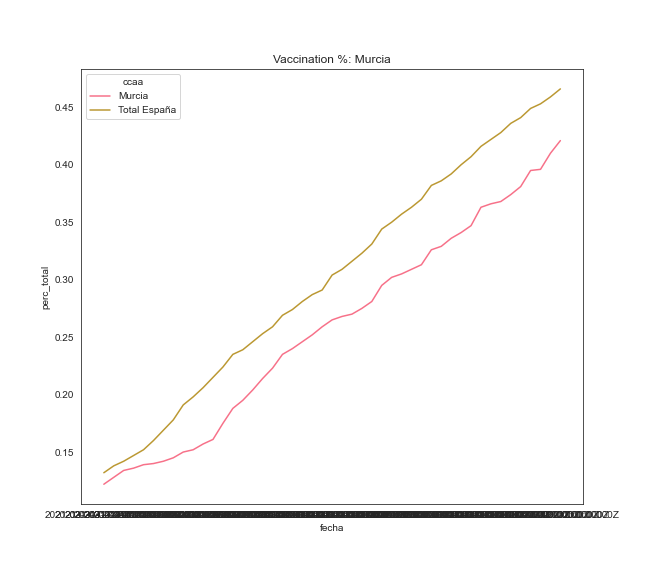 Vaccination %: Murcia
ccaa
Murcia
Total España
0.45
0.40
0.35
0.30
0.25
0.20
0.15
perc_total
fecha